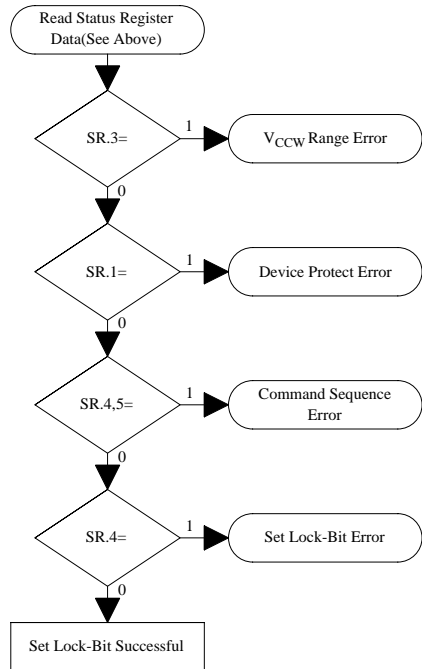 Read Status Register
Data(See Above)
SR.3=
1
VCCW Range Error
0
SR.1=
1
Device Protect Error
0
SR.4,5=
1
Command Sequence
Error
0
SR.4=
1
Set Lock-Bit Error
0
Set Lock-Bit Successful